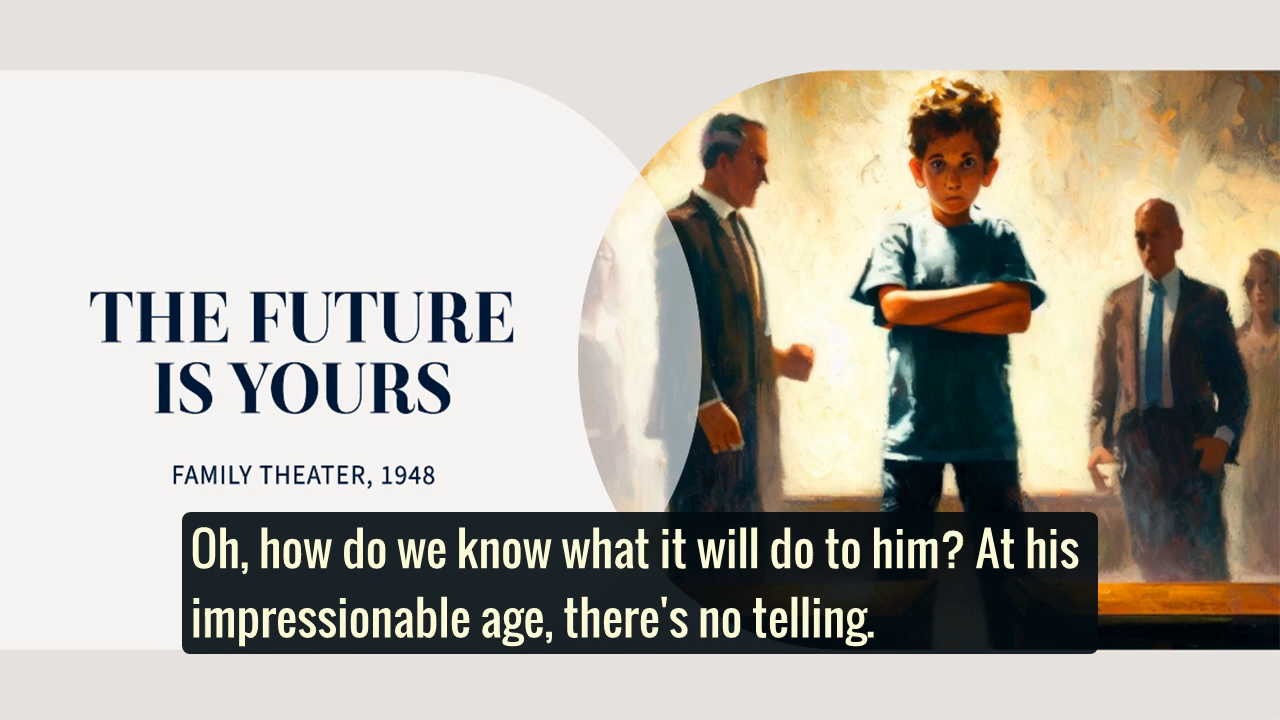 THE FUTURE
IS YOURS
FAMILY THEATER, 1948
Oh, how do we know what it will do to him? At his
impressionable age, there's no telling.